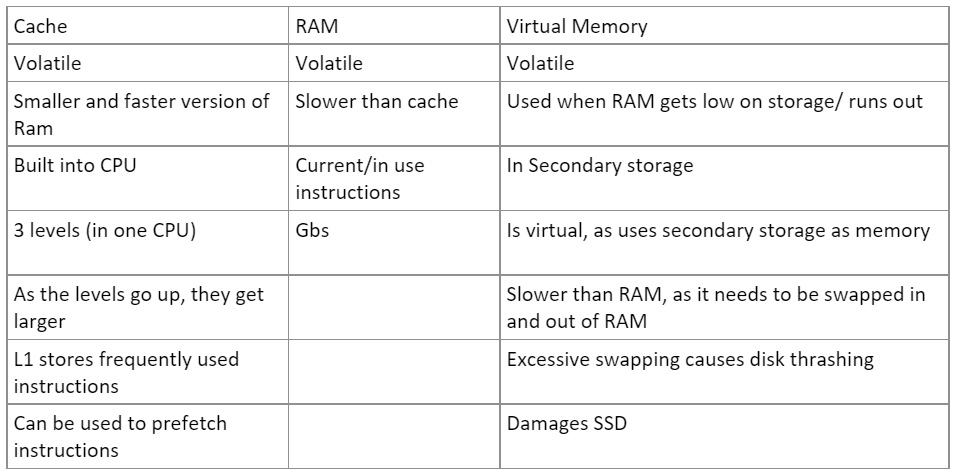 Cache RAM Virtual Memory
Volatile Volatile Volatile
Smaller and faster version of Slower than cache Used when RAM gets low on storage/ runs out
Ram
Built into CPU Current/in use In Secondary storage
instructions
3 levels (in one CPU) Gbs Is virtual, as uses secondary storage as memory
As the levels go up, they get Slower than RAM, as it needs to be swapped in
larger and out of RAM
L1 stores frequently used Excessive swapping causes disk thrashing
instructions
Can be used to prefetch Damages SSD
instructions